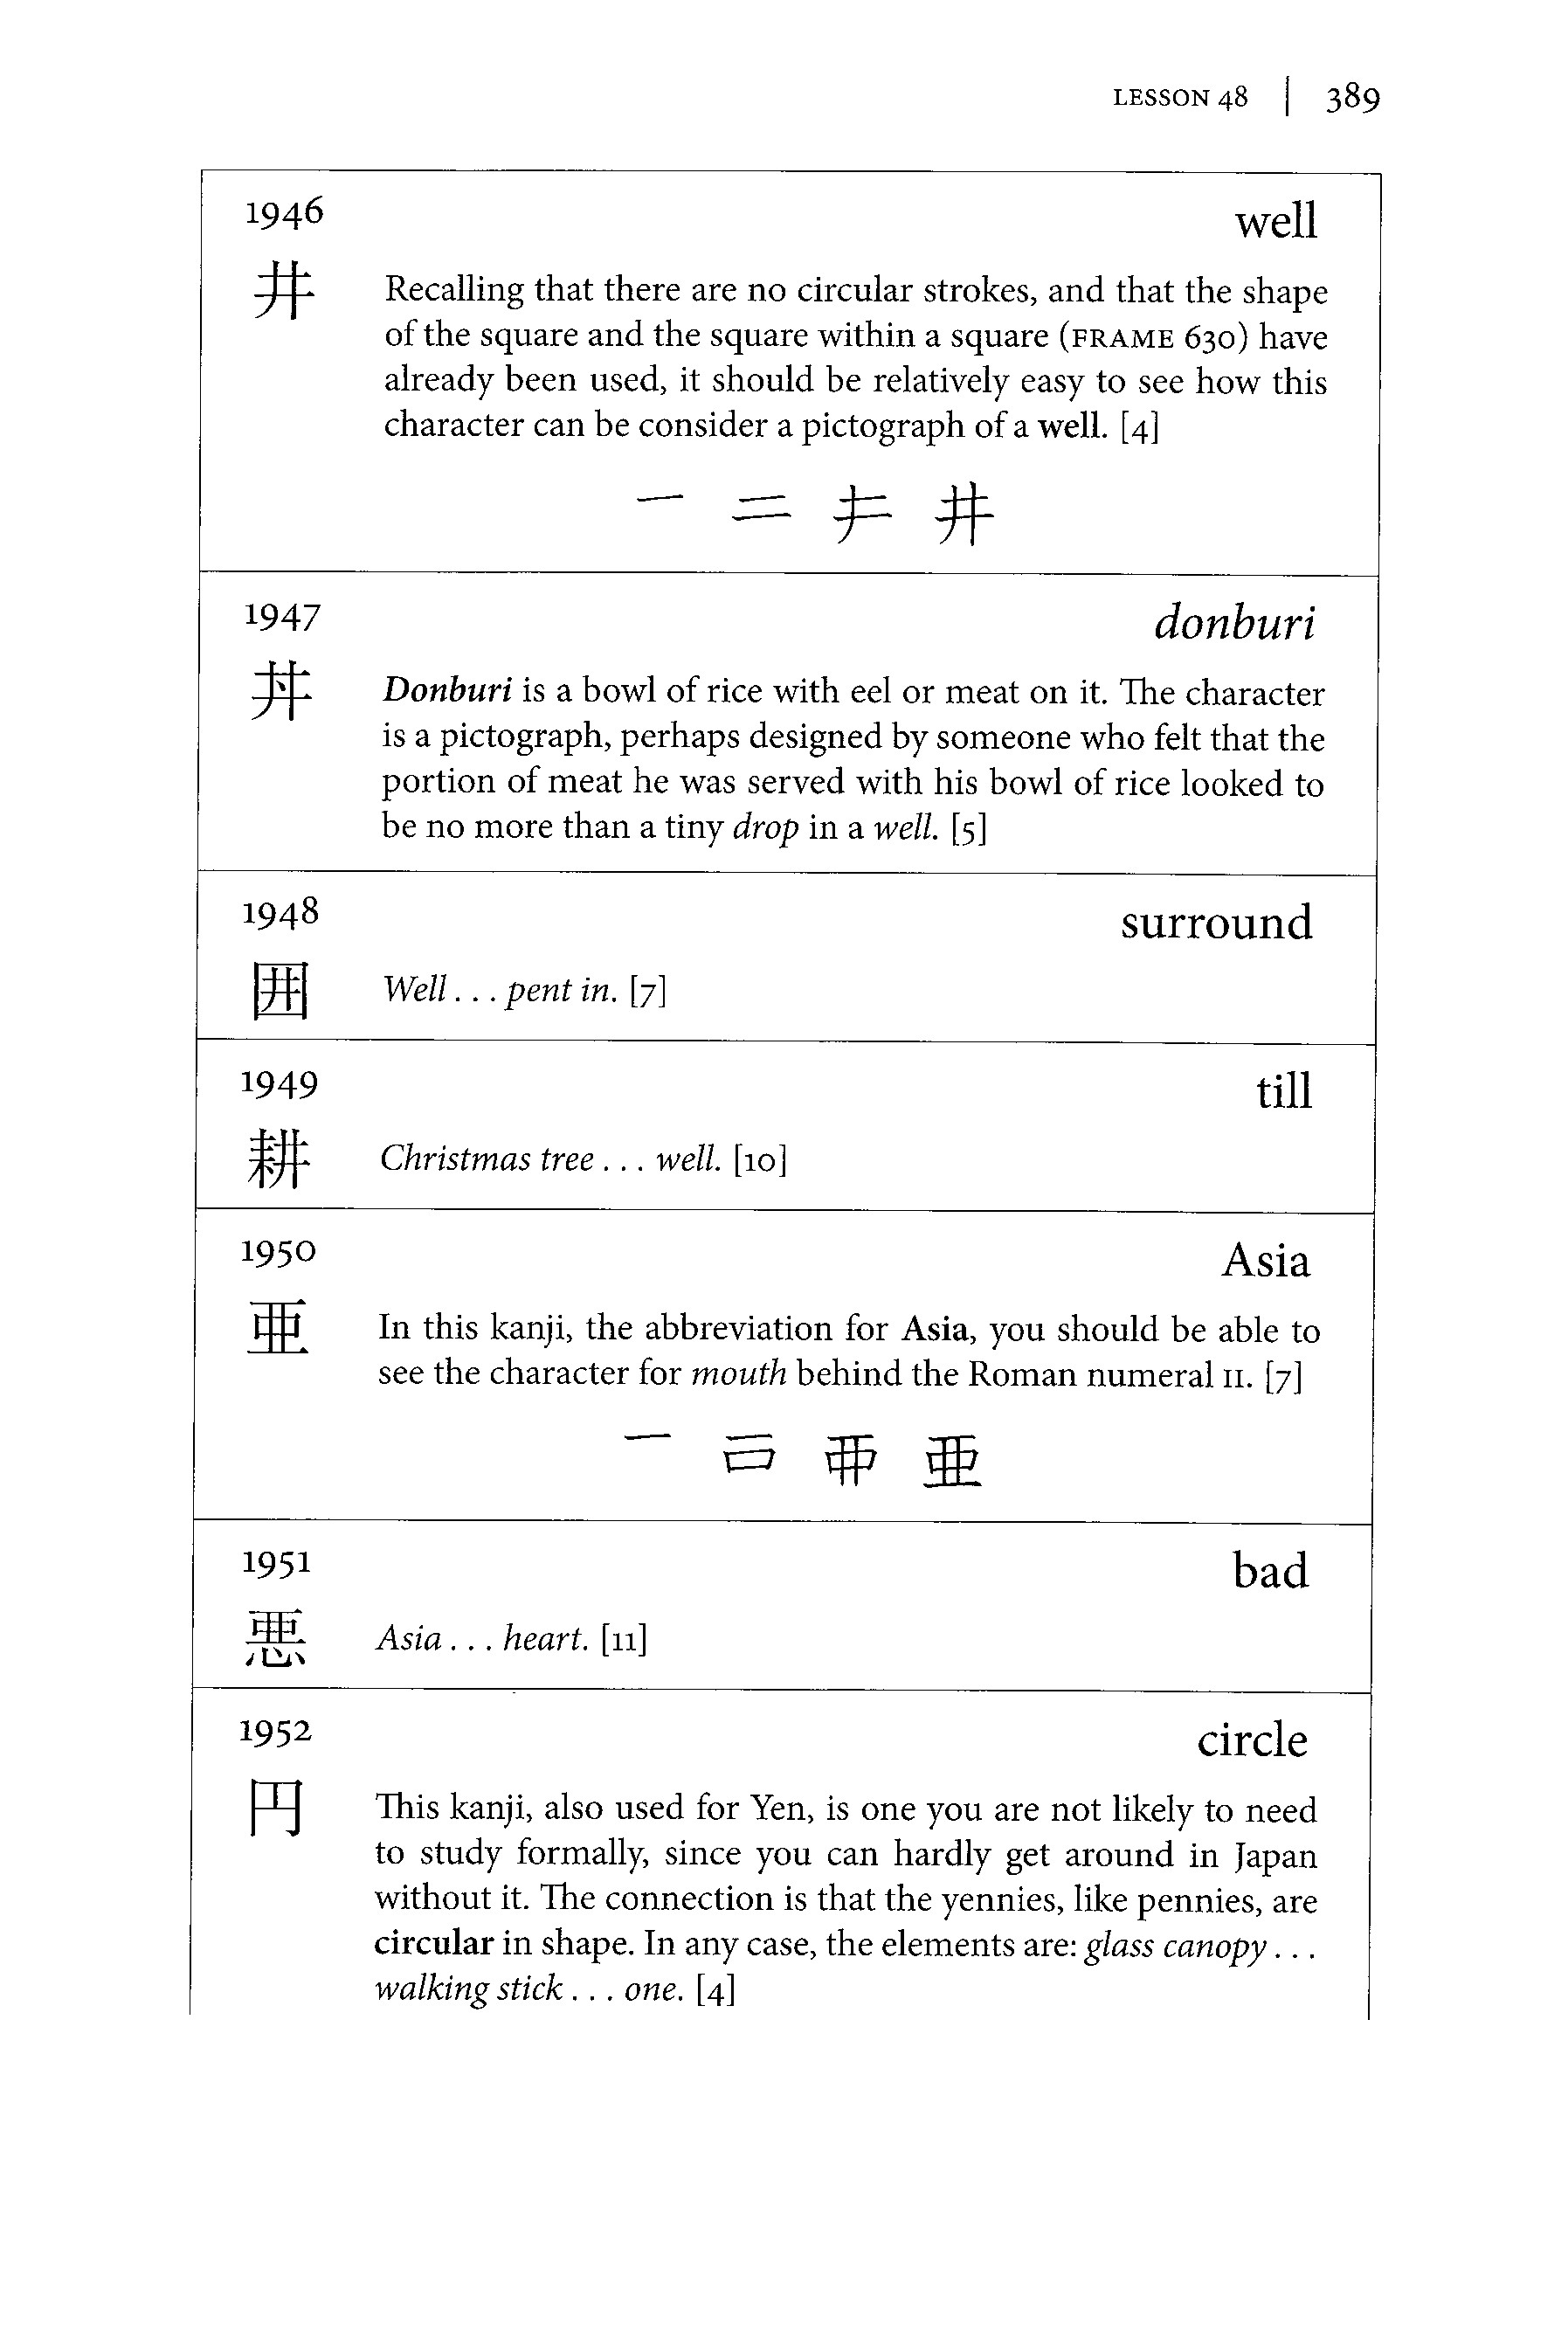 LESSON 48 | 389
1946
well
井
Recalling that there are no circular strokes, and that the shape
of the square and the square within a square (FRAME 630) have
already been used, it should be relatively easy to see how this
character can be consider a pictograph of a well. [4]
一 二 井
1947
donburi
丼
Donburi is a bowl of rice with eel or meat on it. The character
is a pictograph, perhaps designed by someone who felt that the
portion of meat he was served with his bowl of rice looked to
be no more than a tiny drop in a well. [5]
1948
surround
囲
Well . . . pent in. [7]
1949
till
耕
Christmas tree . . . well. [10]
1950
Asia
亜
In this kanji, the abbreviation for Asia, you should be able to
see the character for mouth behind the Roman numeral II. [7]
一 亜
1951
bad
悪
Asia . . . heart. [11]
1952
circle
円
This kanji, also used for Yen, is one you are not likely to need
to study formally, since you can hardly get around in Japan
without it. The connection is that the yennies, like pennies, are
circular in shape. In any case, the elements are: glass canopy . . .
walking stick . . . one. [4]